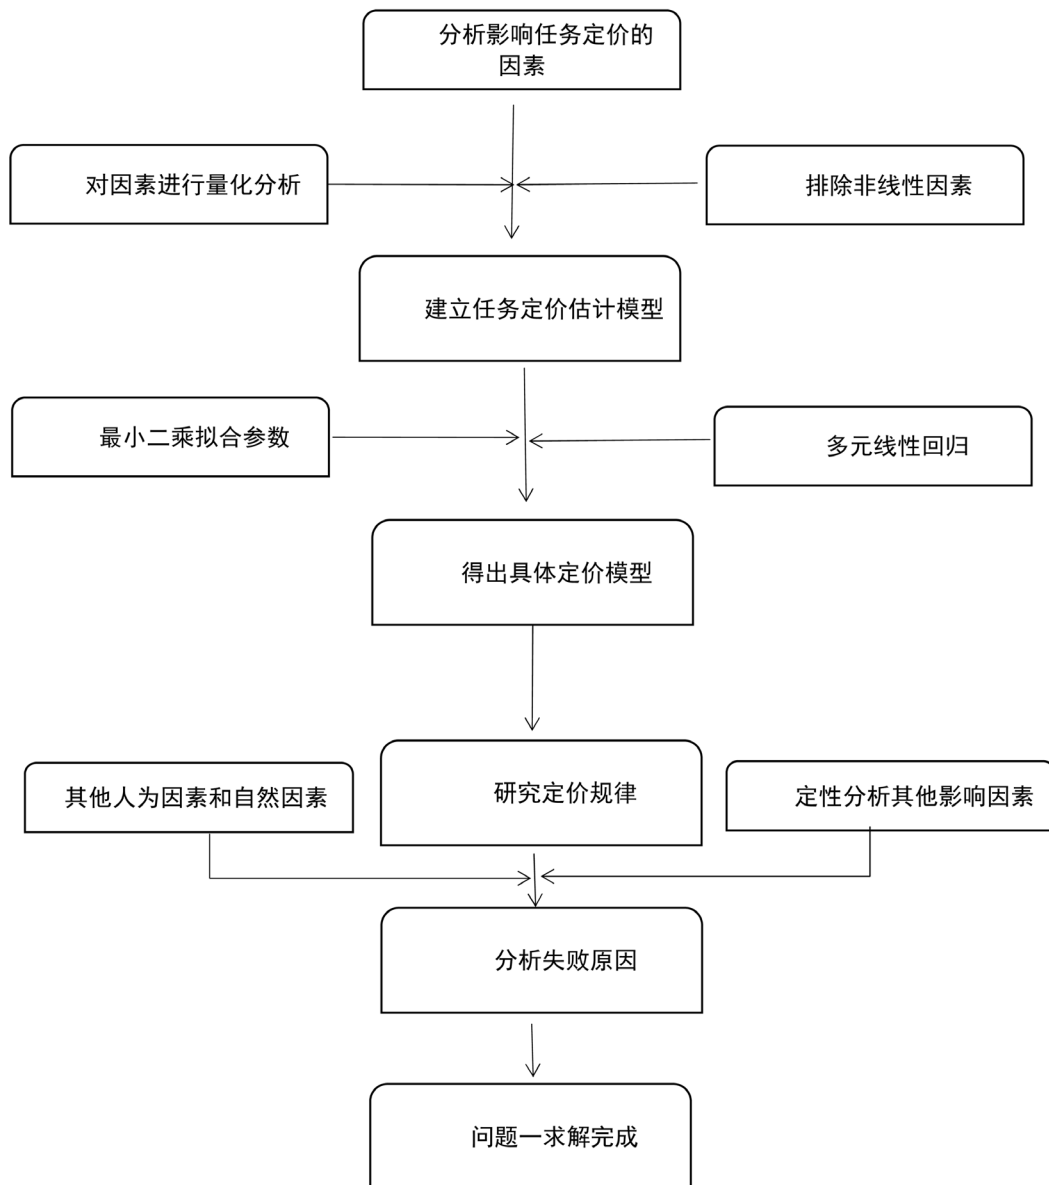 分析影响任务定价的
因素
对因素进行量化分析
排除非线性因素
建立任务定价估计模型
最小二乘拟合参数
多元线性回归
得出具体定价模型
其他人为因素和自然因素
研究定价规律
定性分析其他影响因素
分析失败原因
问题一求解完成